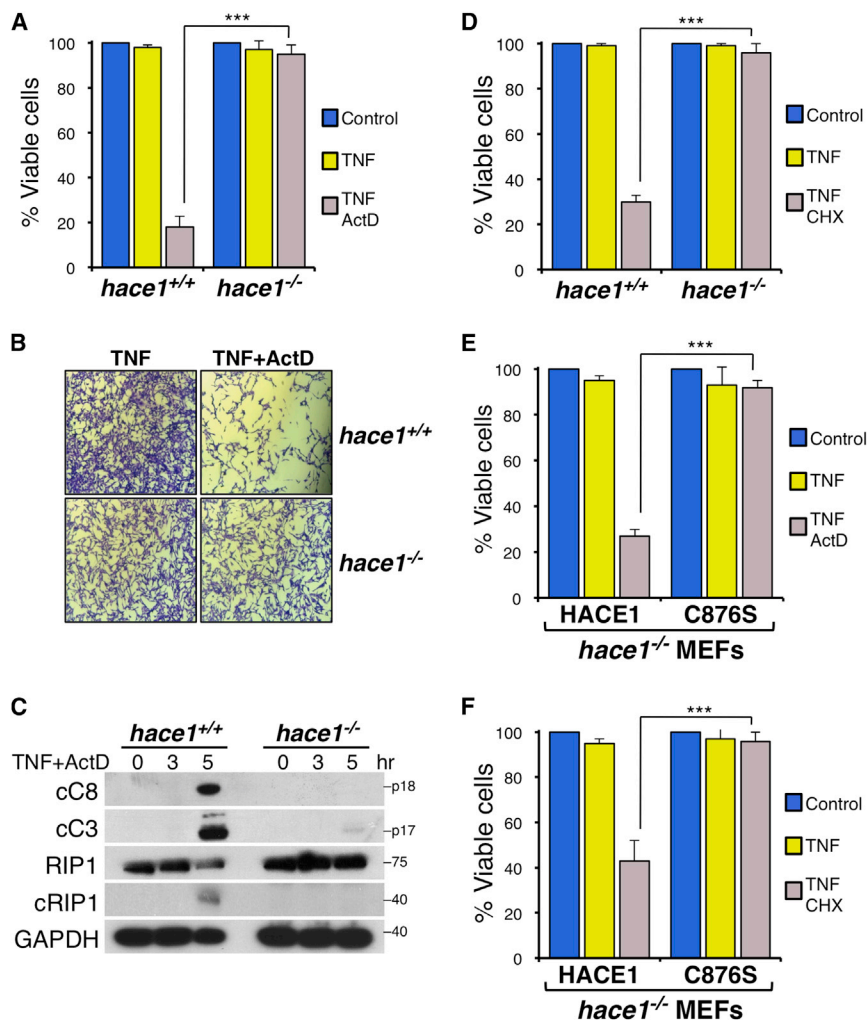 A
***
% Viable cells
100
80
60
40
20
0
hace1+/+ hace1-/-
Control
TNF
TNF
ActD
B
TNF TNF+ActD
hace1+/+
hace1-/-
C
hace1+/+ hace1-/-
TNF+ActD 0 3 5 0 3 5 hr
cC8 –p18
cC3 –p17
RIP1 –75
cRIP1 –40
GAPDH –40
D
***
% Viable cells
100
80
60
40
20
0
hace1+/+ hace1-/-
Control
TNF
TNF
CHX
E
***
% Viable cells
100
80
60
40
20
0
HACE1 C876S
hace1-/- MEFs
Control
TNF
TNF
ActD
F
***
% Viable cells
100
80
60
40
20
0
HACE1 C876S
hace1-/- MEFs
Control
TNF
TNF
CHX